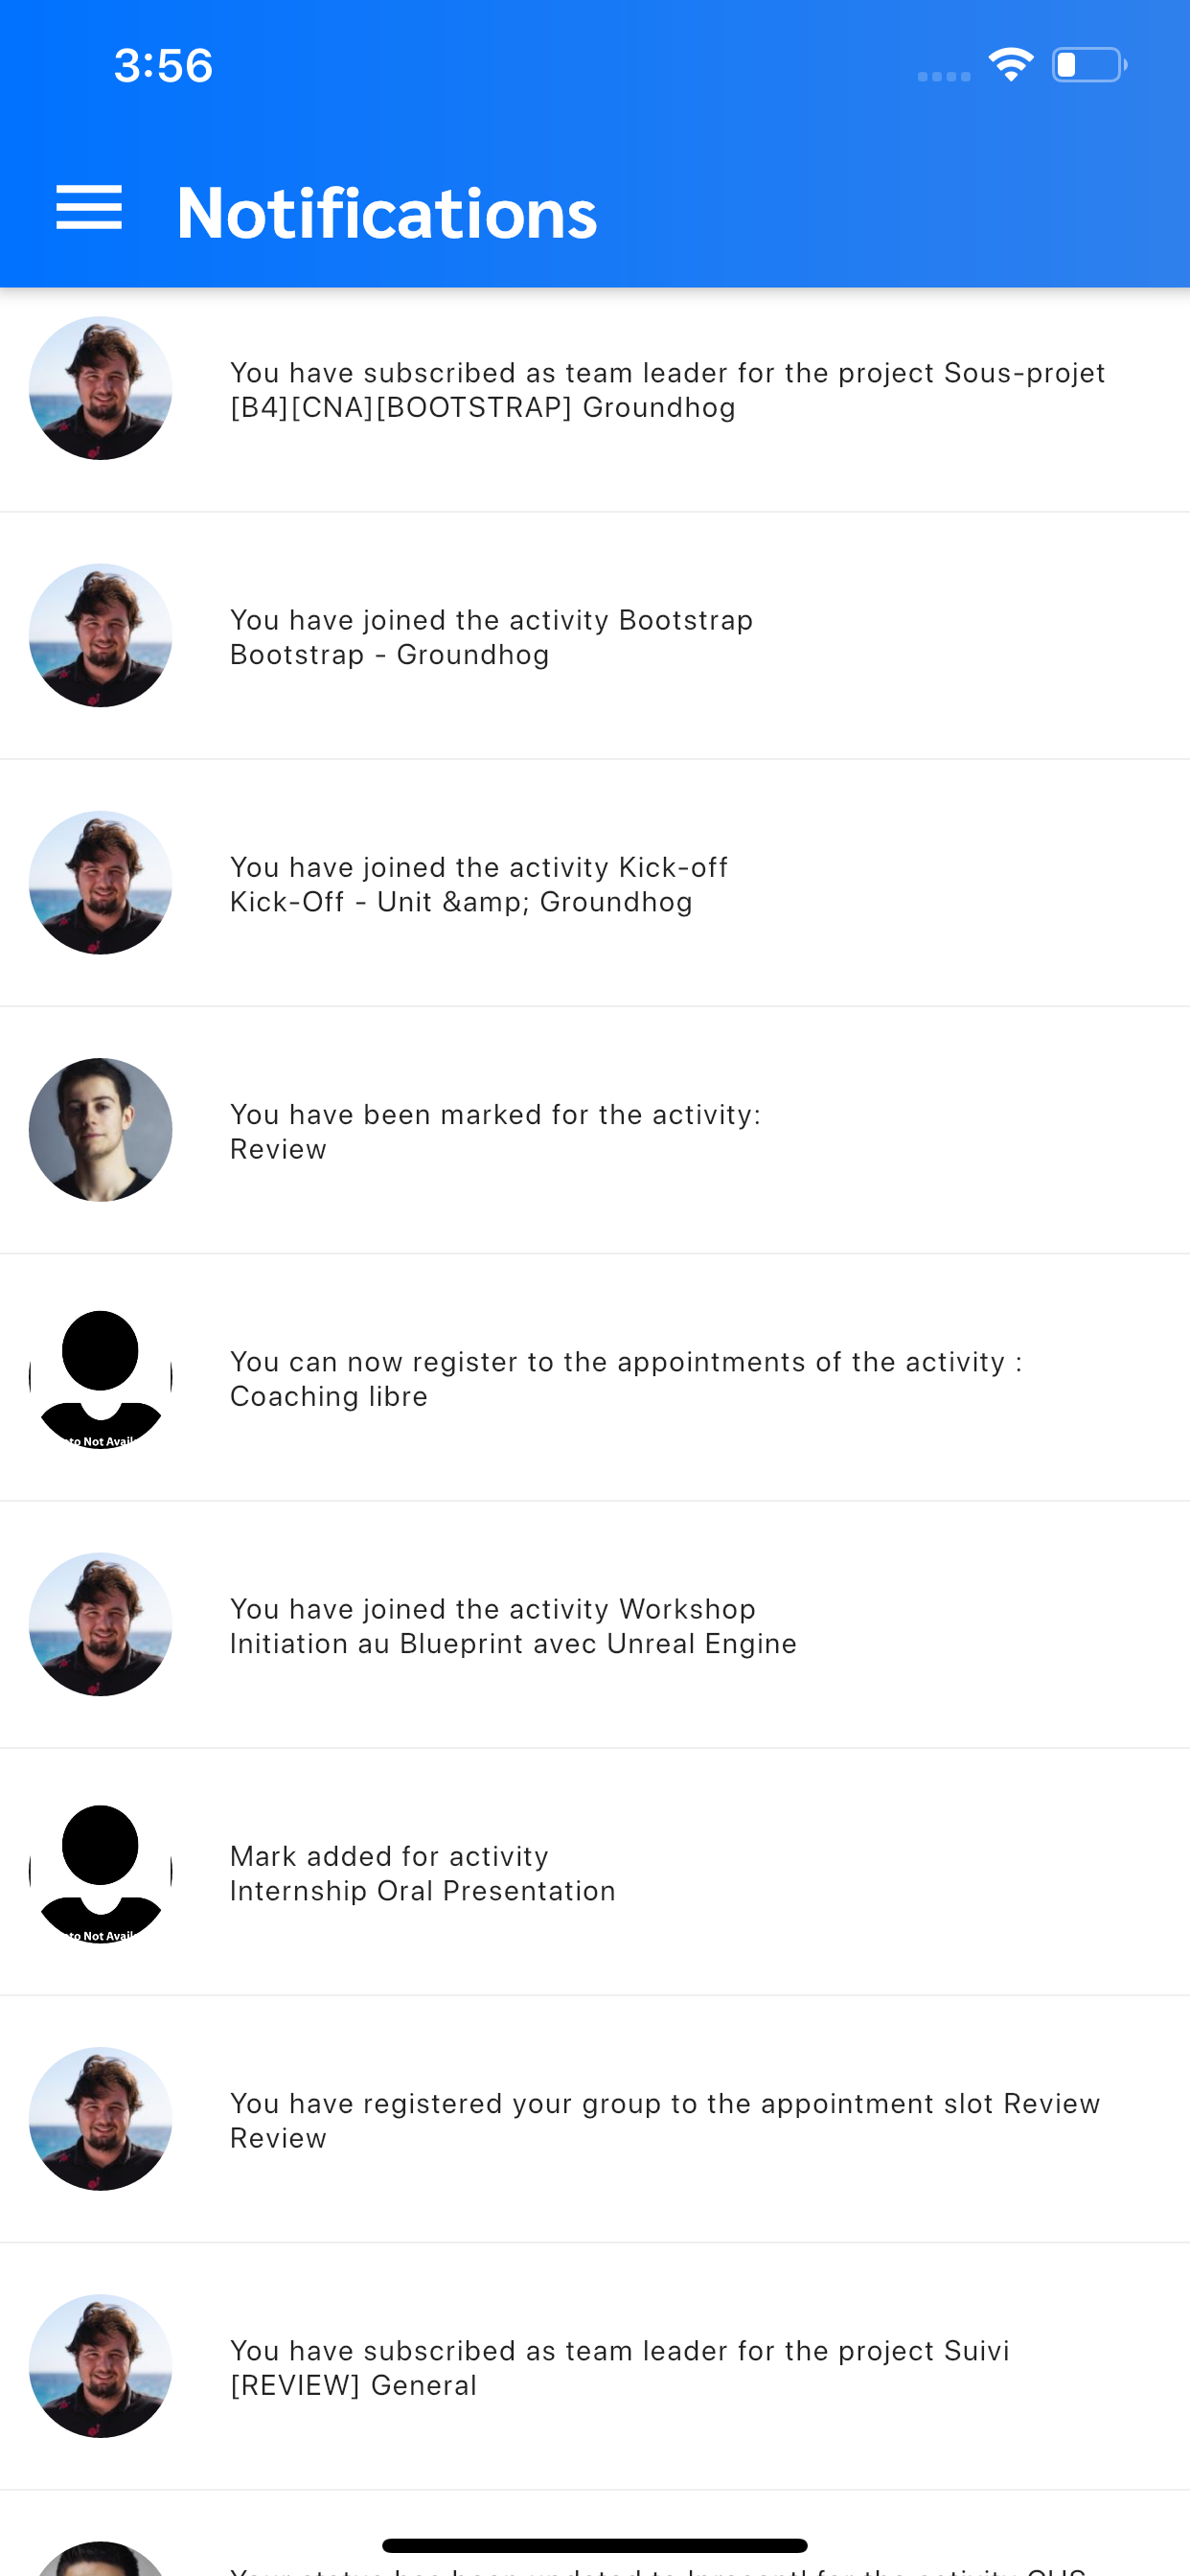 3:56
Notifications
You have subscribed as team leader for the project Sous-projet
[B4][CNA][BOOTSTRAP] Groundhog
You have joined the activity Bootstrap
Bootstrap - Groundhog
You have joined the activity Kick-off
Kick-Off - Unit &amp; Groundhog
You have been marked for the activity:
Review
You can now register to the appointments of the activity :
Coaching libre
to Not Avail
You have joined the activity Workshop
Initiation au Blueprint avec Unreal Engine
Mark added for activity
Internship Oral Presentation
to Not Avail
You have registered your group to the appointment slot Review
Review
You have subscribed as team leader for the project Suivi
[REVIEW] General